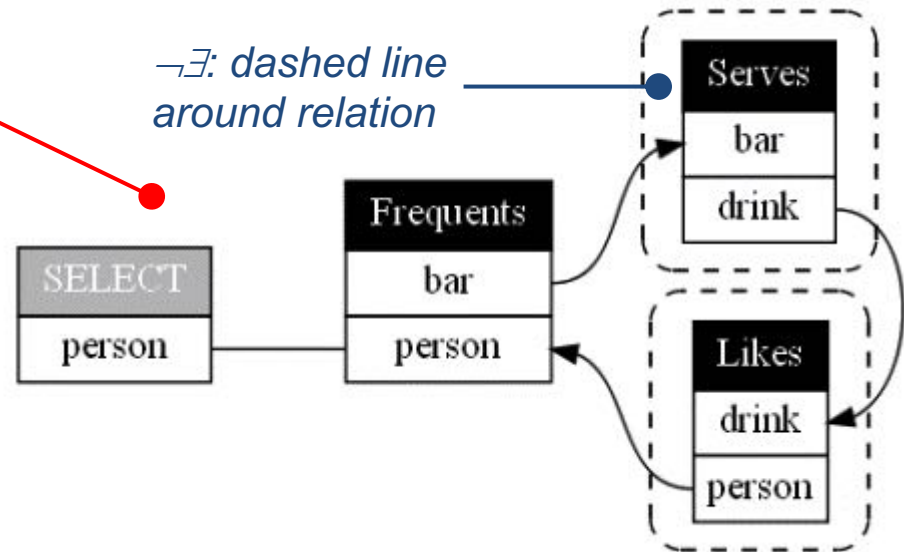 ¬∃: dashed line
around relation
SELECT
person
Frequents
bar
person
Serves
bar
drink
Likes
drink
person